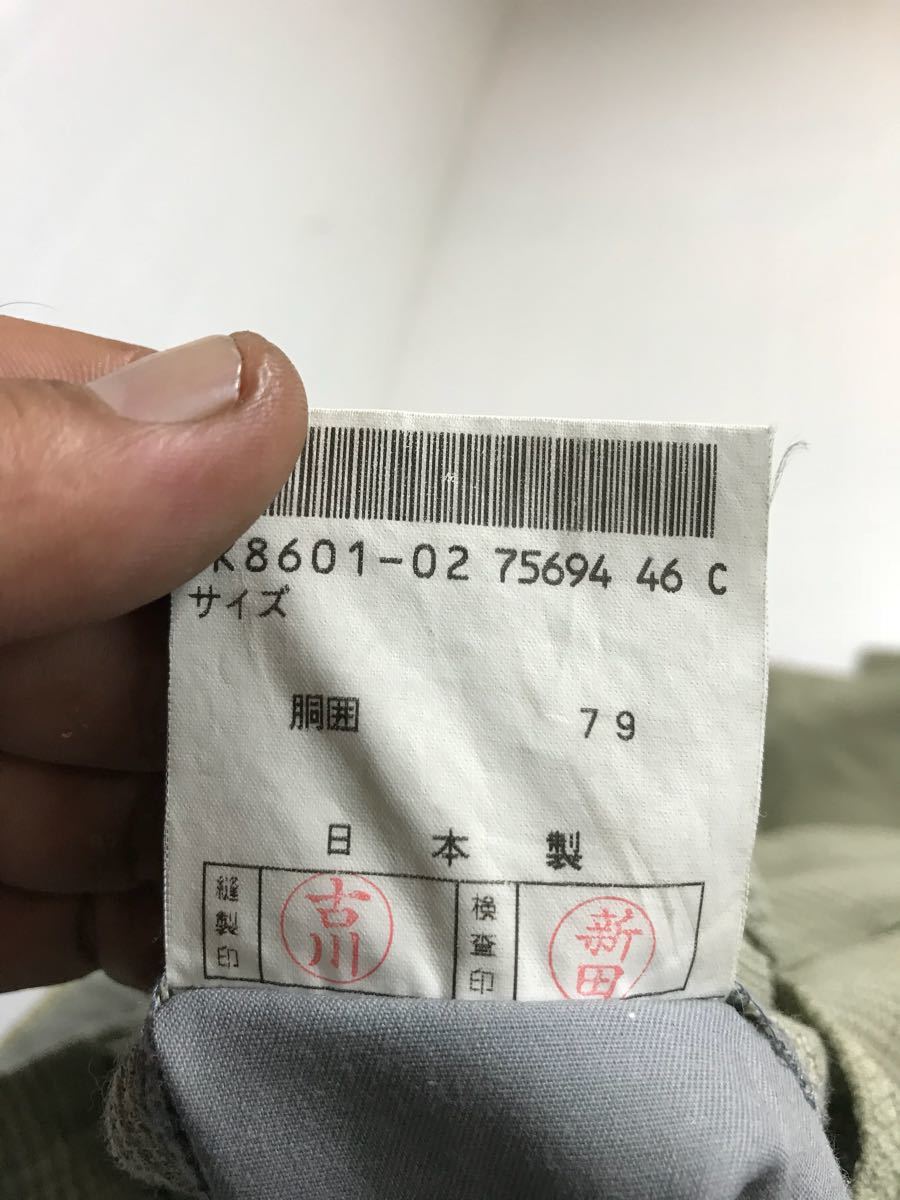 K8601-02 75694 46 C
サイズ
胴囲 79
日本製
縫製印 古川 検査印 新田